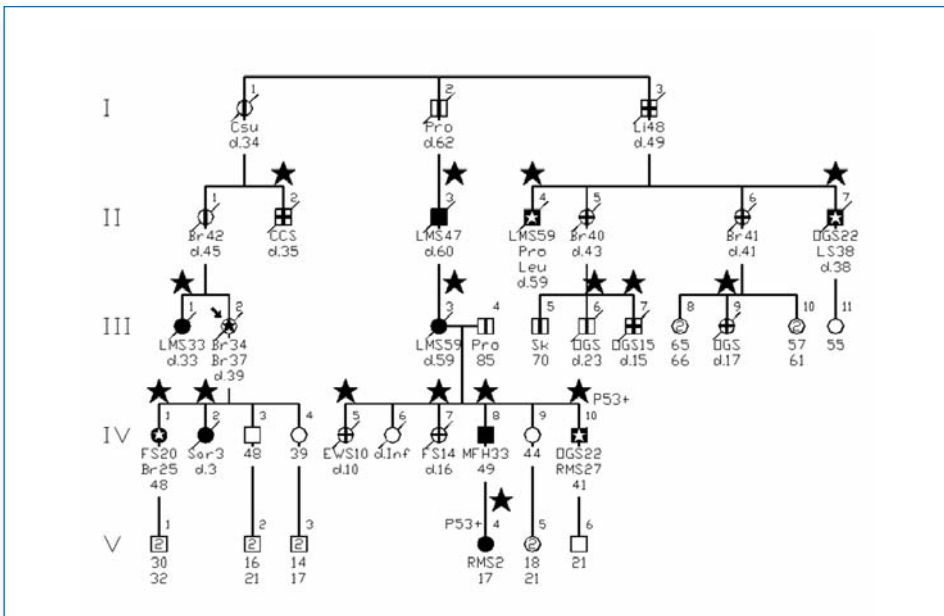 I
1 2 3
Csu Pro Li48
d.34 d.62 d.49
II
1 2 3 4 5 6 7
Br42 CCS LMS47 LMS59 Br40 Br41 OGS22
d.45 d.35 d.60 Pro d.43 d.41 LS38
Leu d.38
d.59
III
1 2 3 4 5 6 7 8 9 10 11
2 2
LMS33 Br34 LMS59 Pro Sk OGS OGS15 65 OGS 57 55
d.33 Br37 d.59 85 70 d.23 d.15 66 d.17 61
d.39
P53+
IV
1 2 3 4 5 6 7 8 9 10
FS20 Sar3 48 39 EWS10 d.Inf FS14 MFH33 44 OGS22
Br25 d.3 d.10 d.16 49 RMS27
48 41
V
1 2 3 P53+ 4 5 6
2 2 2 2
30 16 14 RMS2 18 21
32 21 17 17 21